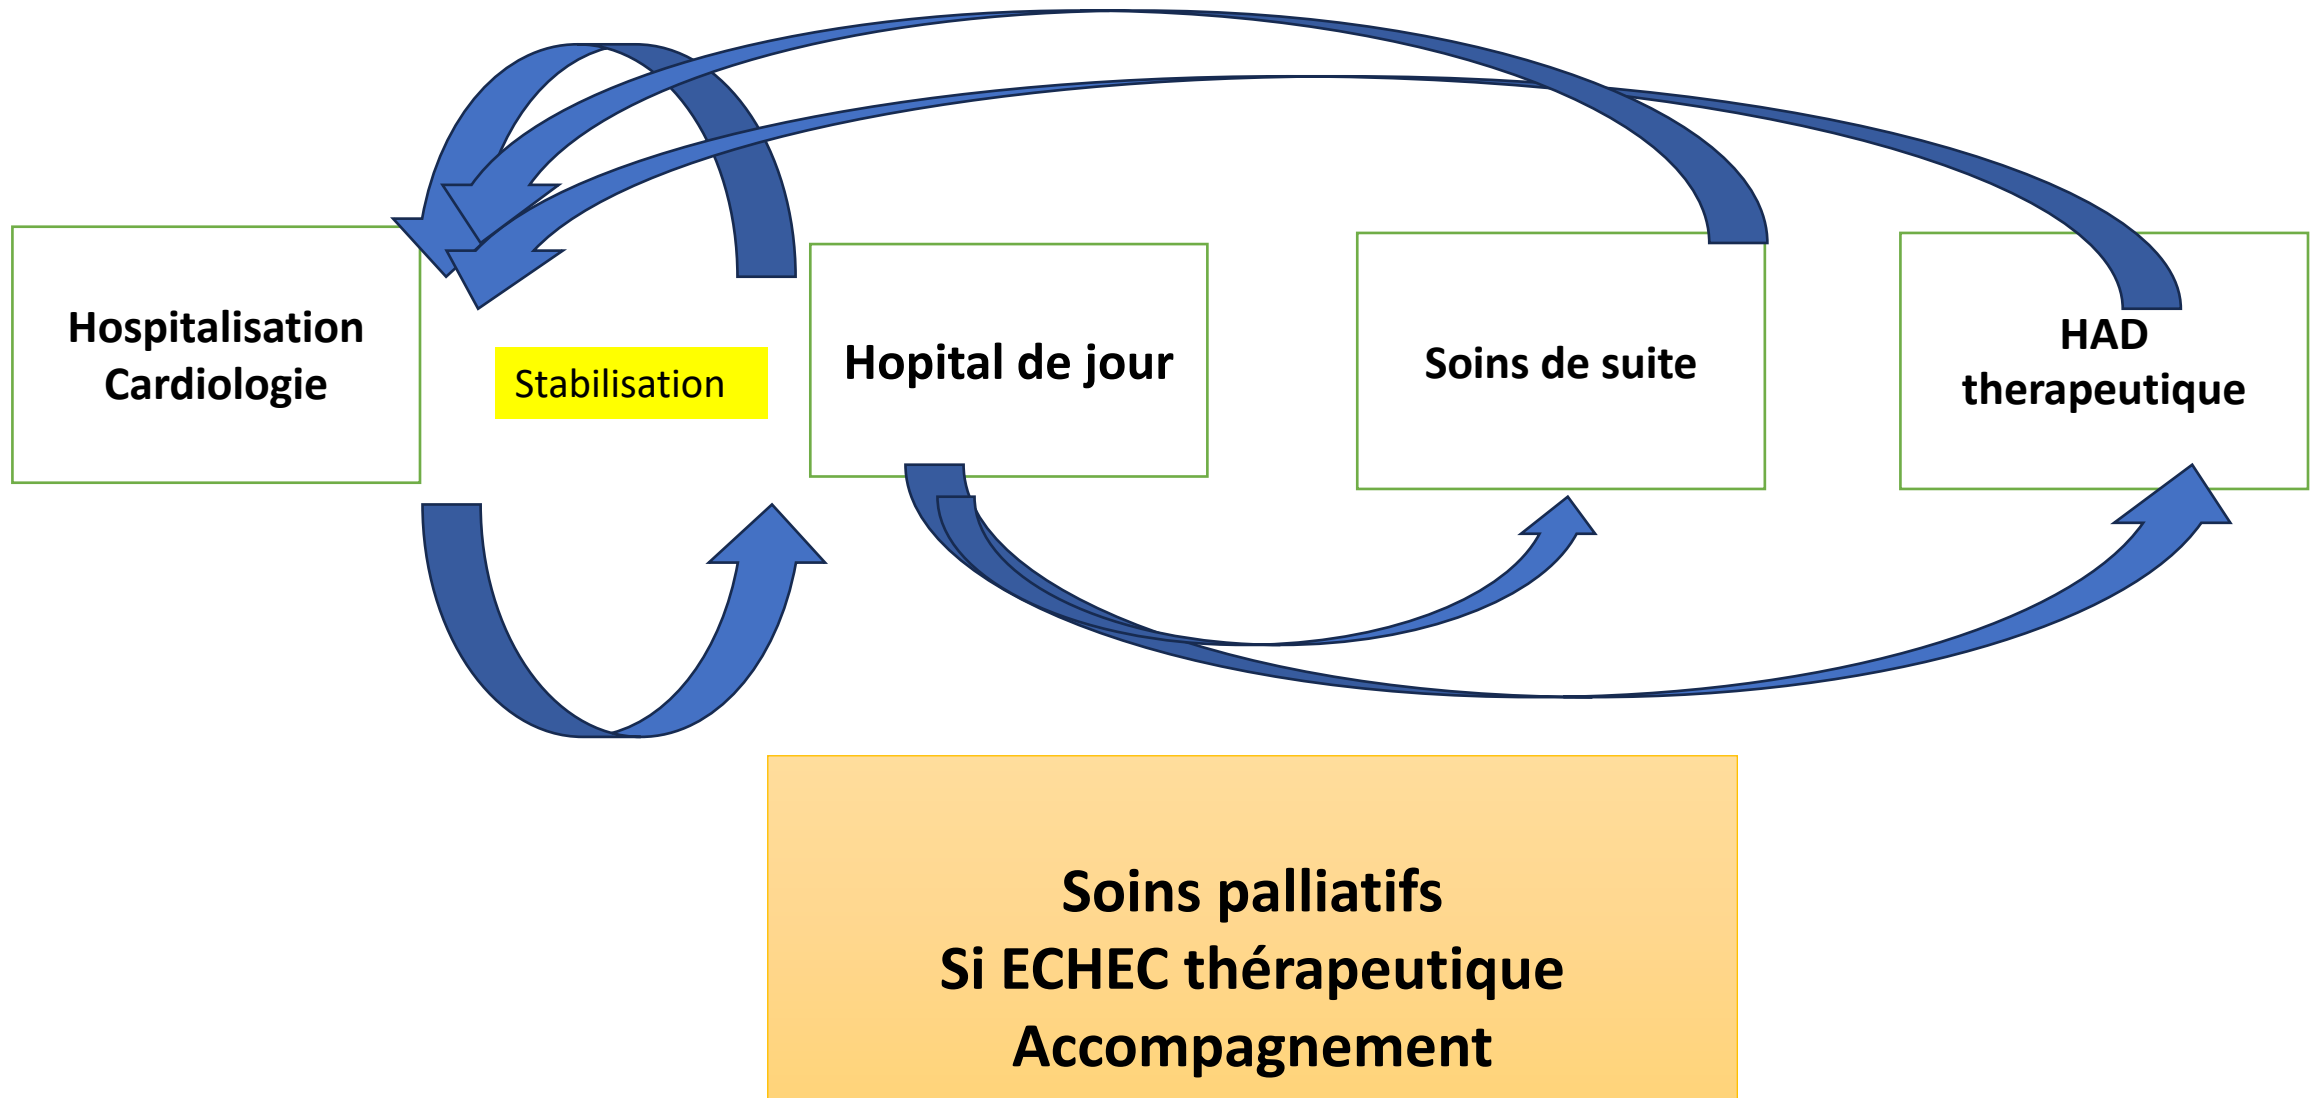 Hospitalisation
Cardiologie
Stabilisation
Hopital de jour
Soins de suite
HAD
therapeutique
Soins palliatifs
Si ECHEC thérapeutique
Accompagnement